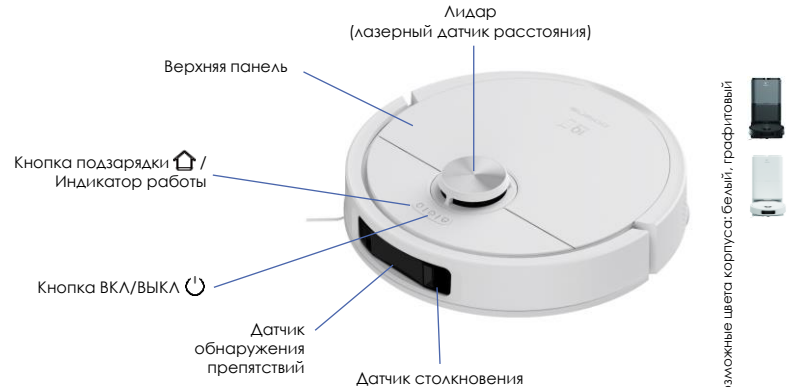 Лидар
(лазерный датчик расстояния)
Верхняя панель
Кнопка подзарядки /
Индикатор работы
Кнопка ВКЛ/ВЫКЛ
Датчик
обнаружения
препятствий
Датчик столкновения
озможные цвета корпуса: белый, графитовый